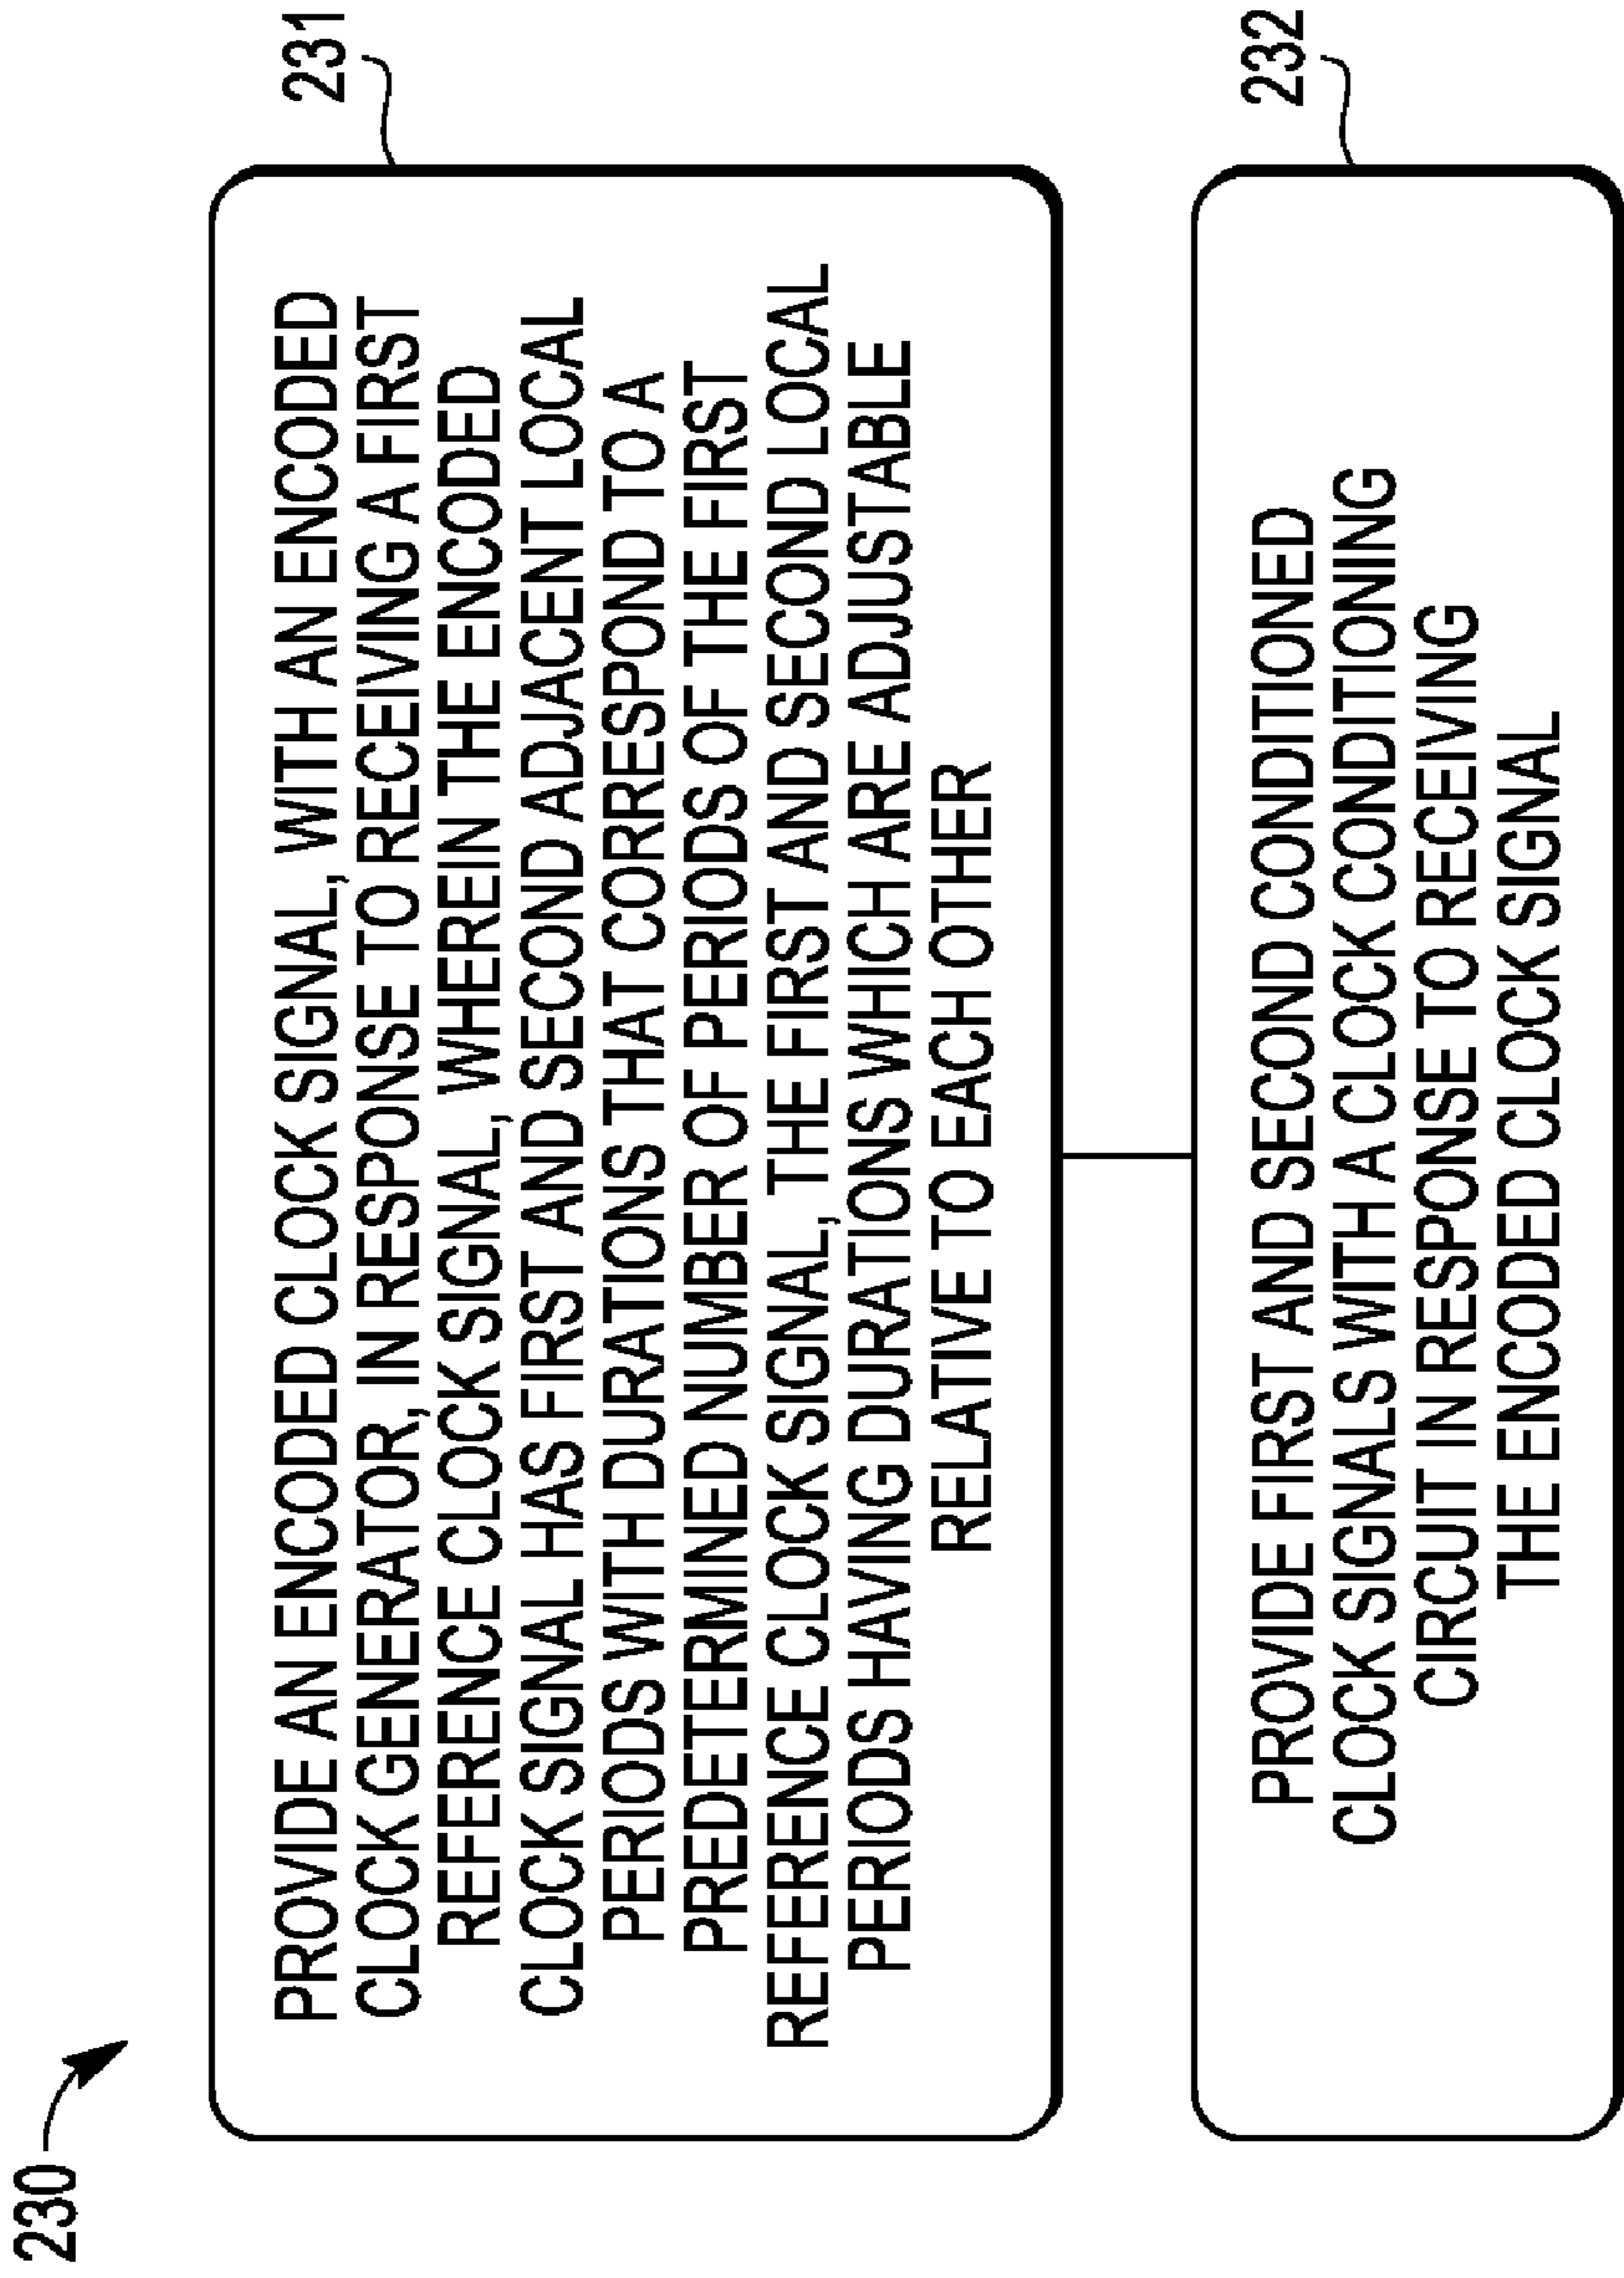 230
231
PROVIDE AN ENCODED CLOCK SIGNAL, WITH AN ENCODED
CLOCK GENERATOR, IN RESPONSE TO RECEIVING A FIRST
REFERENCE CLOCK SIGNAL, WHEREIN THE ENCODED
CLOCK SIGNAL HAS FIRST AND SECOND ADJACENT LOCAL
PERIODS WITH DURATIONS THAT CORRESPOND TO A
PREDETERMINED NUMBER OF PERIODS OF THE FIRST
REFERENCE CLOCK SIGNAL, THE FIRST AND SECOND LOCAL
PERIODS HAVING DURATIONS WHICH ARE ADJUSTABLE
RELATIVE TO EACH OTHER
232
PROVIDE FIRST AND SECOND CONDITIONED
CLOCK SIGNALS WITH A CLOCK CONDITIONING
CIRCUIT IN RESPONSE TO RECEIVING
THE ENCODED CLOCK SIGNAL